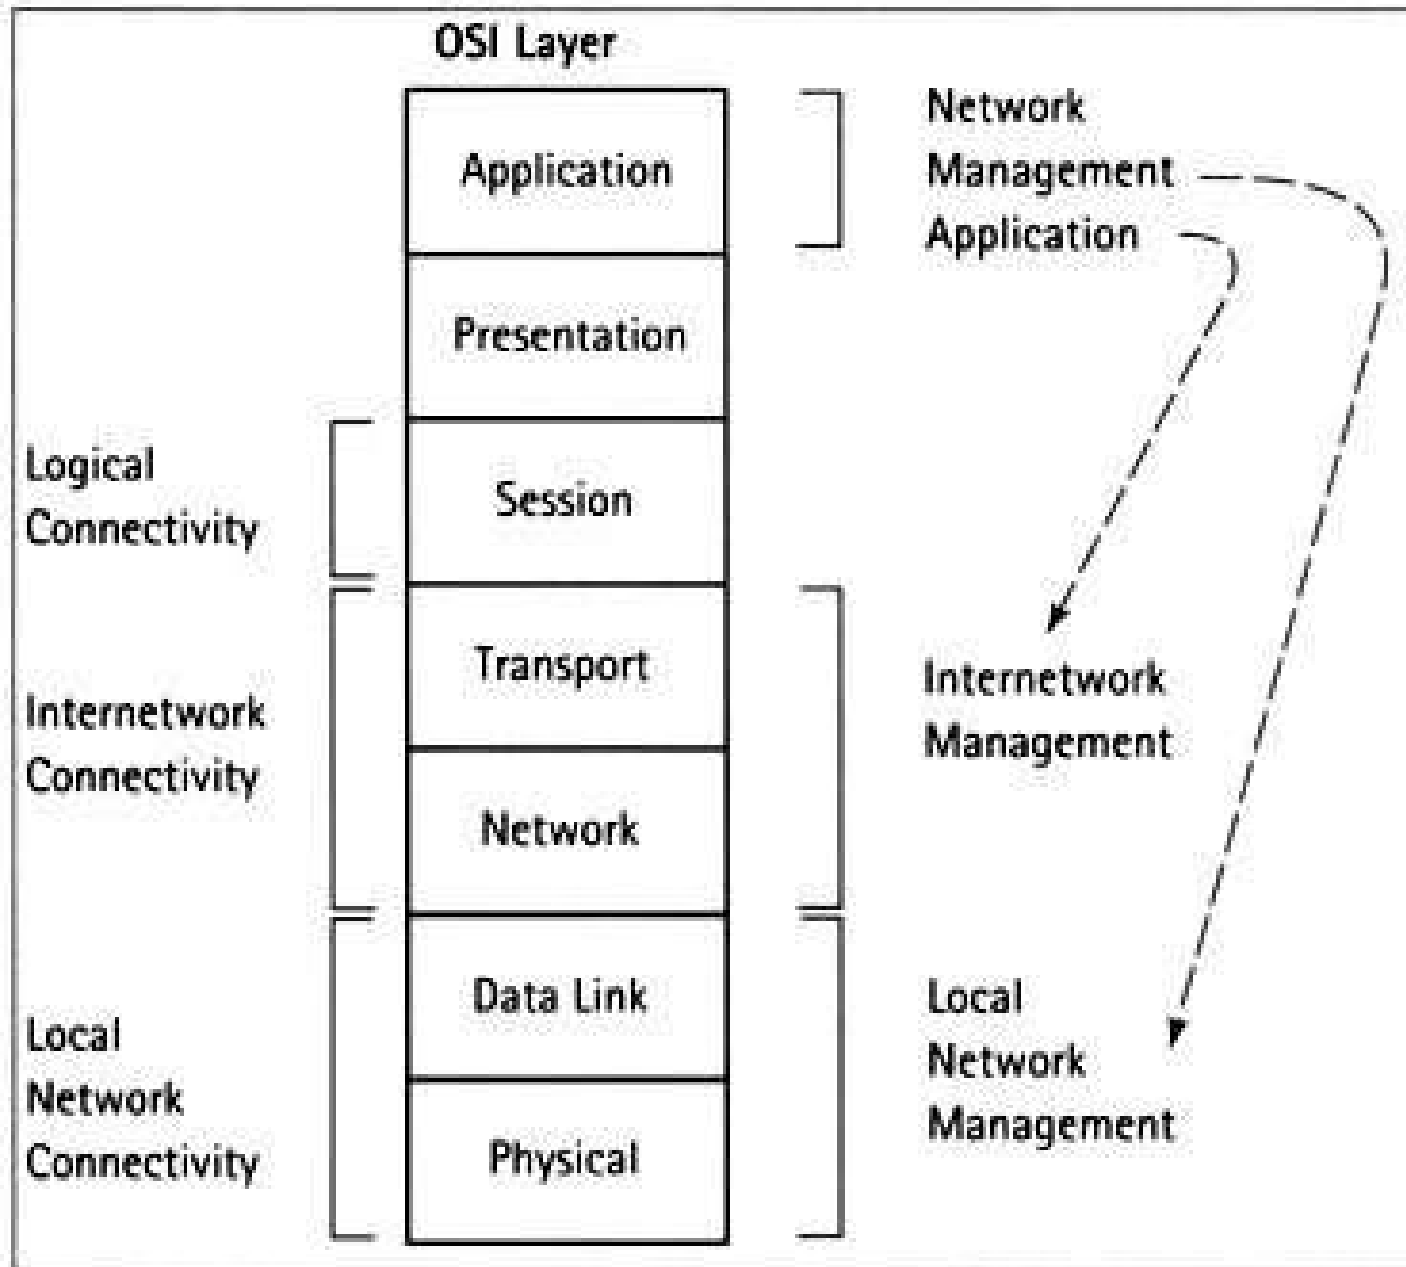 OSI Layer
Application
Presentation
Session
Transport
Network
Data Link
Physical
Logical
Connectivity
Internetwork
Connectivity
Local
Network
Connectivity
Network
Management
Application
Internetwork
Management
Local
Network
Management